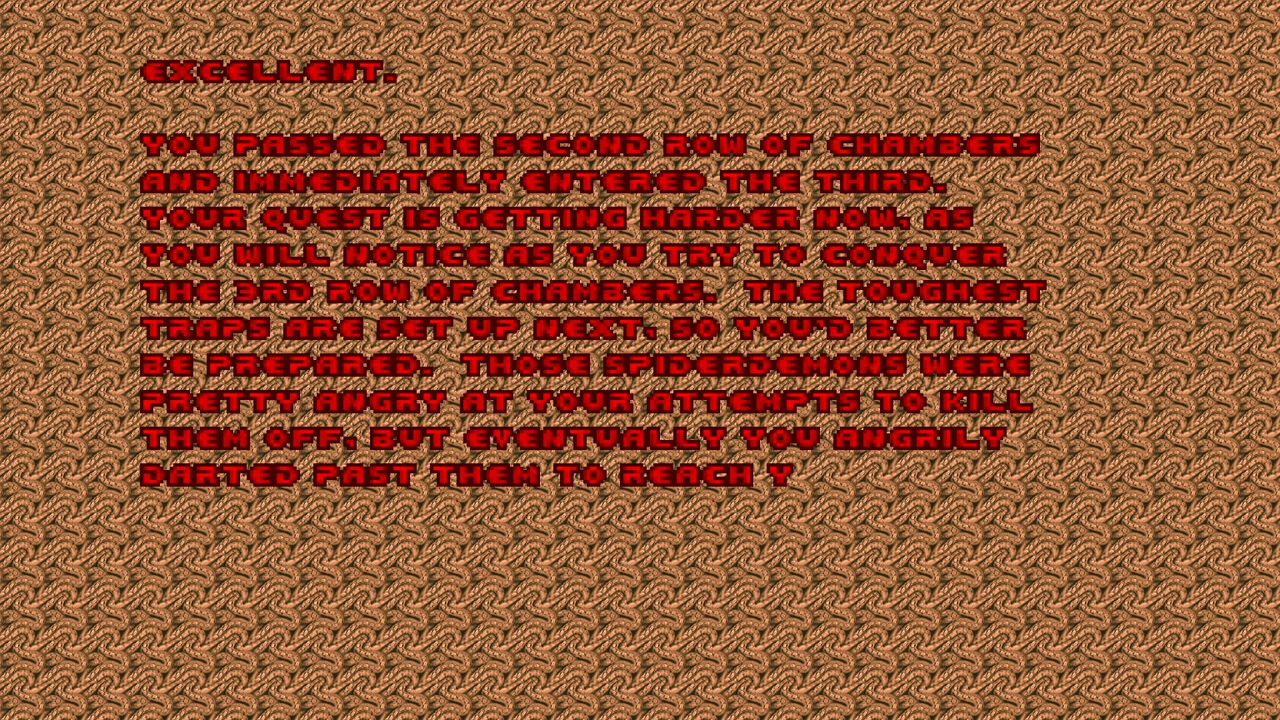 EXCELLENT.
YOU PASSED THE SECOND ROW OF CHAMBERS
AND IMMEDIATELY ENTERED THE THIRD.
YOUR QUEST IS GETTING HARDER NOW, AS
YOU WILL NOTICE AS YOU TRY TO CONQUER
THE 3RD ROW OF CHAMBERS.  THE TOUGHEST
TRAPS ARE SET UP NEXT, SO YOU'D BETTER
BE PREPARED.  THOSE SPIDERDEMONS WERE
PRETTY ANGRY AT YOUR ATTEMPTS TO KILL
THEM OFF, BUT EVENTUALLY YOU ANGRILY
DARTED PAST THEM TO REACH Y